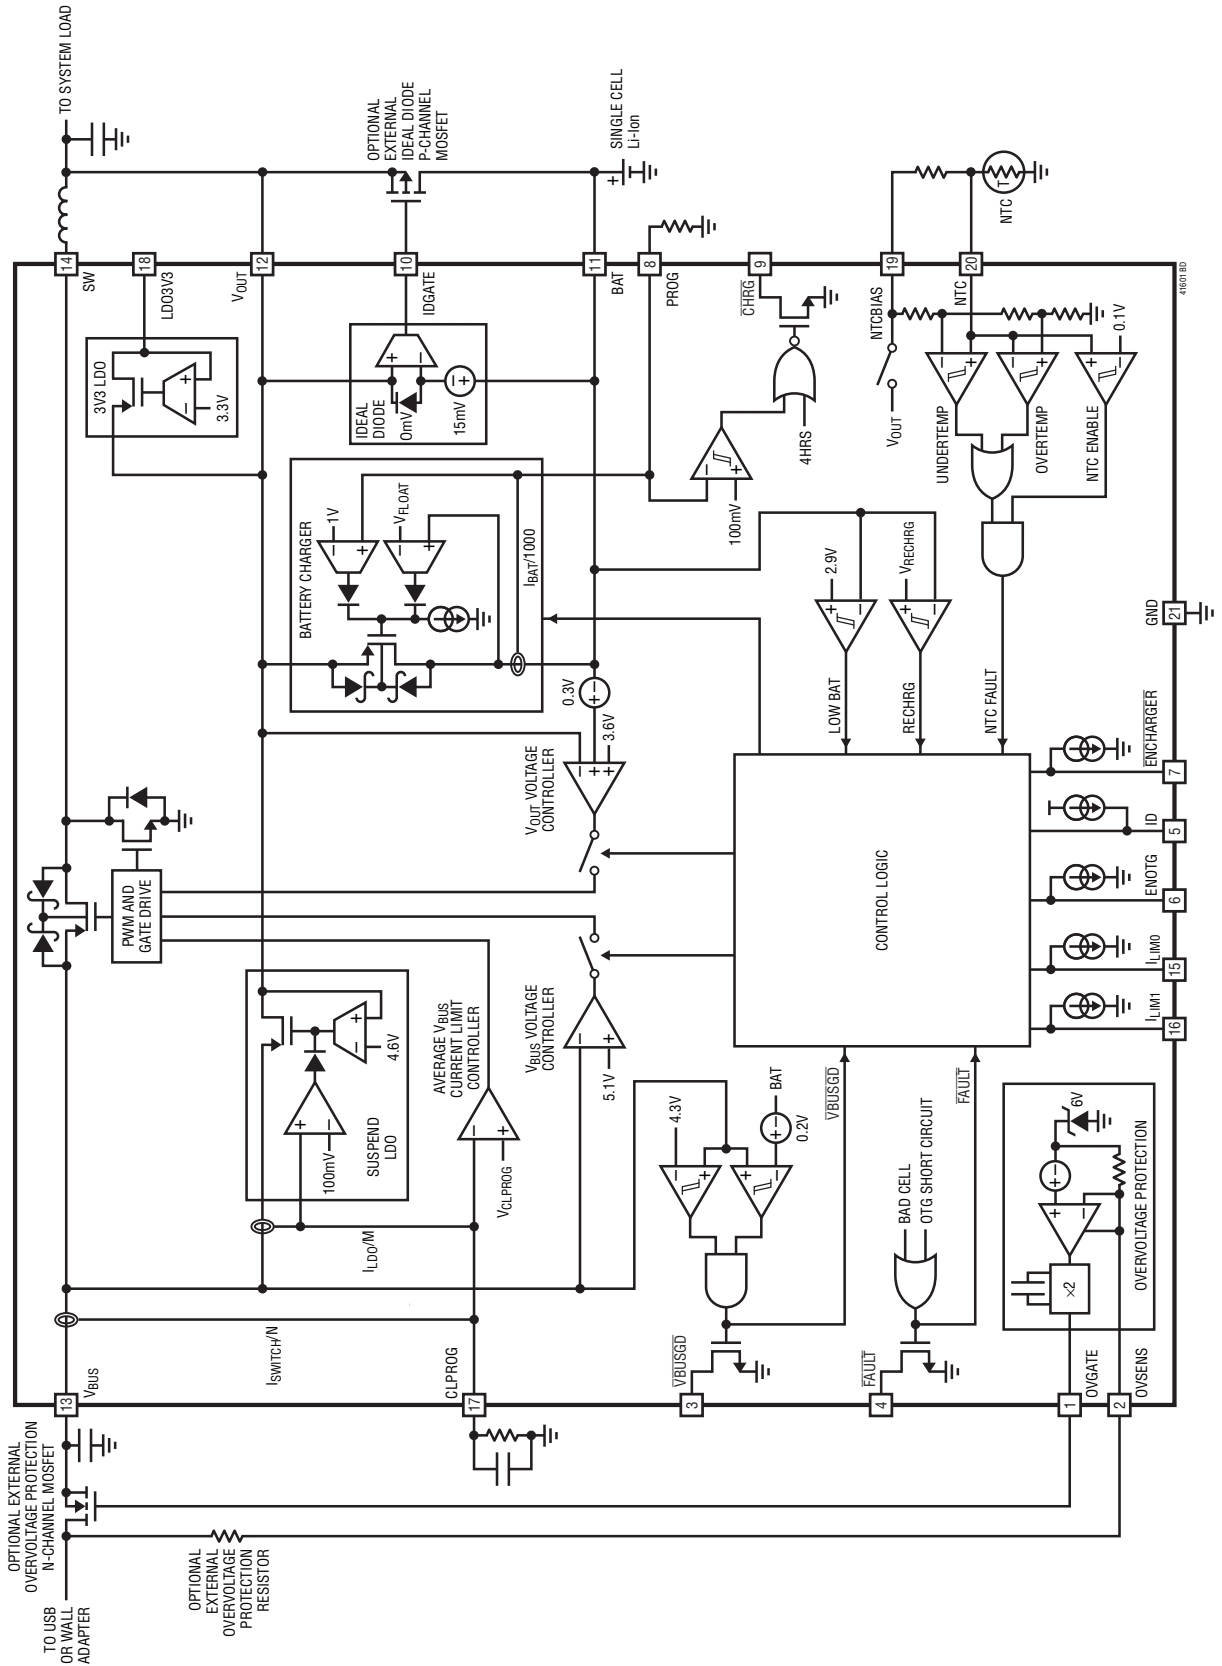 TO USB
OR WALL
ADAPTER
OPTIONAL EXTERNAL
OVERVOLTAGE PROTECTION
N-CHANNEL MOSFET
OPTIONAL
EXTERNAL
OVERVOLTAGE
PROTECTION
RESISTOR
13
VBUS
ISWITCH/N
ILDO/M
PWM AND
GATE DRIVE
14
SW
TO SYSTEM LOAD
18
LDO3V3
3V3 LDO
3.3V
+
–
12
VOUT
SUSPEND
LDO
100mV
+
–
4.6V
+
–
IDEAL
DIODE
0mV
15mV
+
–
–
+
10
IDGATE
OPTIONAL
EXTERNAL
IDEAL DIODE
P-CHANNEL
MOSFET
BATTERY CHARGER
1V
–
+
VFLOAT
–
+
IBAT/1000
17
CLPROG
AVERAGE VBUS
CURRENT LIMIT
CONTROLLER
–
+
VCLPROG
VBUS VOLTAGE
CONTROLLER
–
+
5.1V
VOUT VOLTAGE
CONTROLLER
–
+
+
0.3V
+
–
3.6V
11
BAT
+
SINGLE CELL
Li-Ion
8
PROG
100mV
–
+
4HRS
9
CHRG
3
VBUSGD
4.3V
–
+
+
–
BAT
0.2V
+
–
VBUSGD
2.9V
+
–
LOW BAT
VRECHRG
+
–
RECHRG
CONTROL LOGIC
4
FAULT
BAD CELL
OTG SHORT CIRCUIT
FAULT
NTC FAULT
VOUT
UNDERTEMP
–
+
OVERTEMP
–
+
NTC ENABLE
+
–
0.1V
19
NTCBIAS
20
NTC
T
NTC
1
OVGATE
2
OVSENS
×2
+
–
+
–
6V
OVERVOLTAGE PROTECTION
16
ILIM1
15
ILIM0
6
ENOTG
5
ID
7
ENCHARGER
21
GND
41601 BD